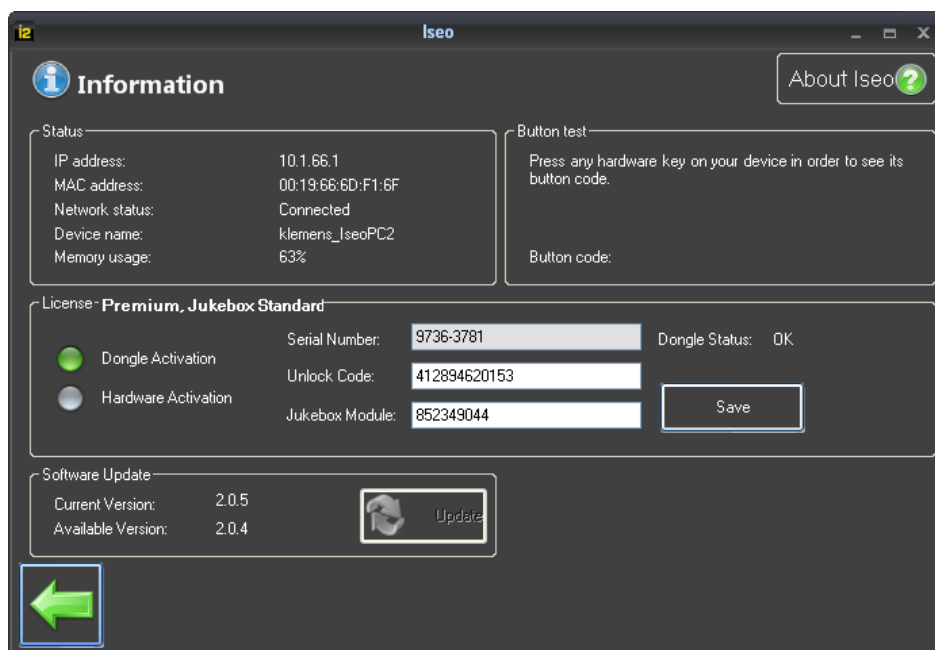 i2
Iseo
Information
About Iseo
Status
IP address: 10.1.66.1
MAC address: 00:19:66:6D:F1:6F
Network status: Connected
Device name: klemens_IseoPC2
Memory usage: 63%
Button test
Press any hardware key on your device in order to see its
button code.
Button code:
License - Premium, Jukebox Standard
Dongle Activation
Hardware Activation
Serial Number: 9736-3781
Unlock Code: 412894620153
Jukebox Module: 852349044
Dongle Status: OK
Save
Software Update
Current Version: 2.0.5
Available Version: 2.0.4
Update